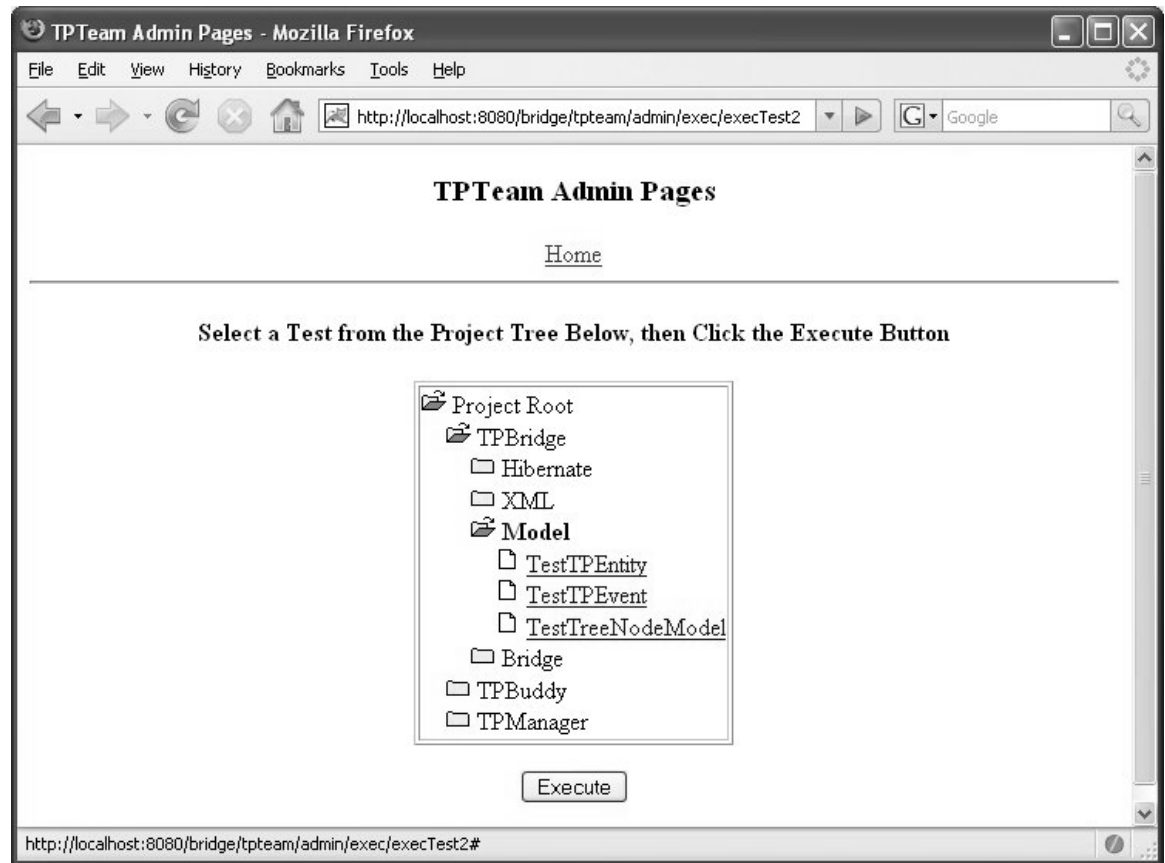 TPTeam Admin Pages - Mozilla Firefox
File Edit View History Bookmarks Tools Help
http://localhost:8080/bridge/tpteam/admin/exec/execTest2 G Google
TPTeam Admin Pages
Home
Select a Test from the Project Tree Below, then Click the Execute Button
Project Root
TPBridge
Hibernate
XML
Model
TestTPEntity
TestTPEvent
TestTreeNodeModel
Bridge
TPBuddy
TPManager
Execute
http://localhost:8080/bridge/tpteam/admin/exec/execTest2#